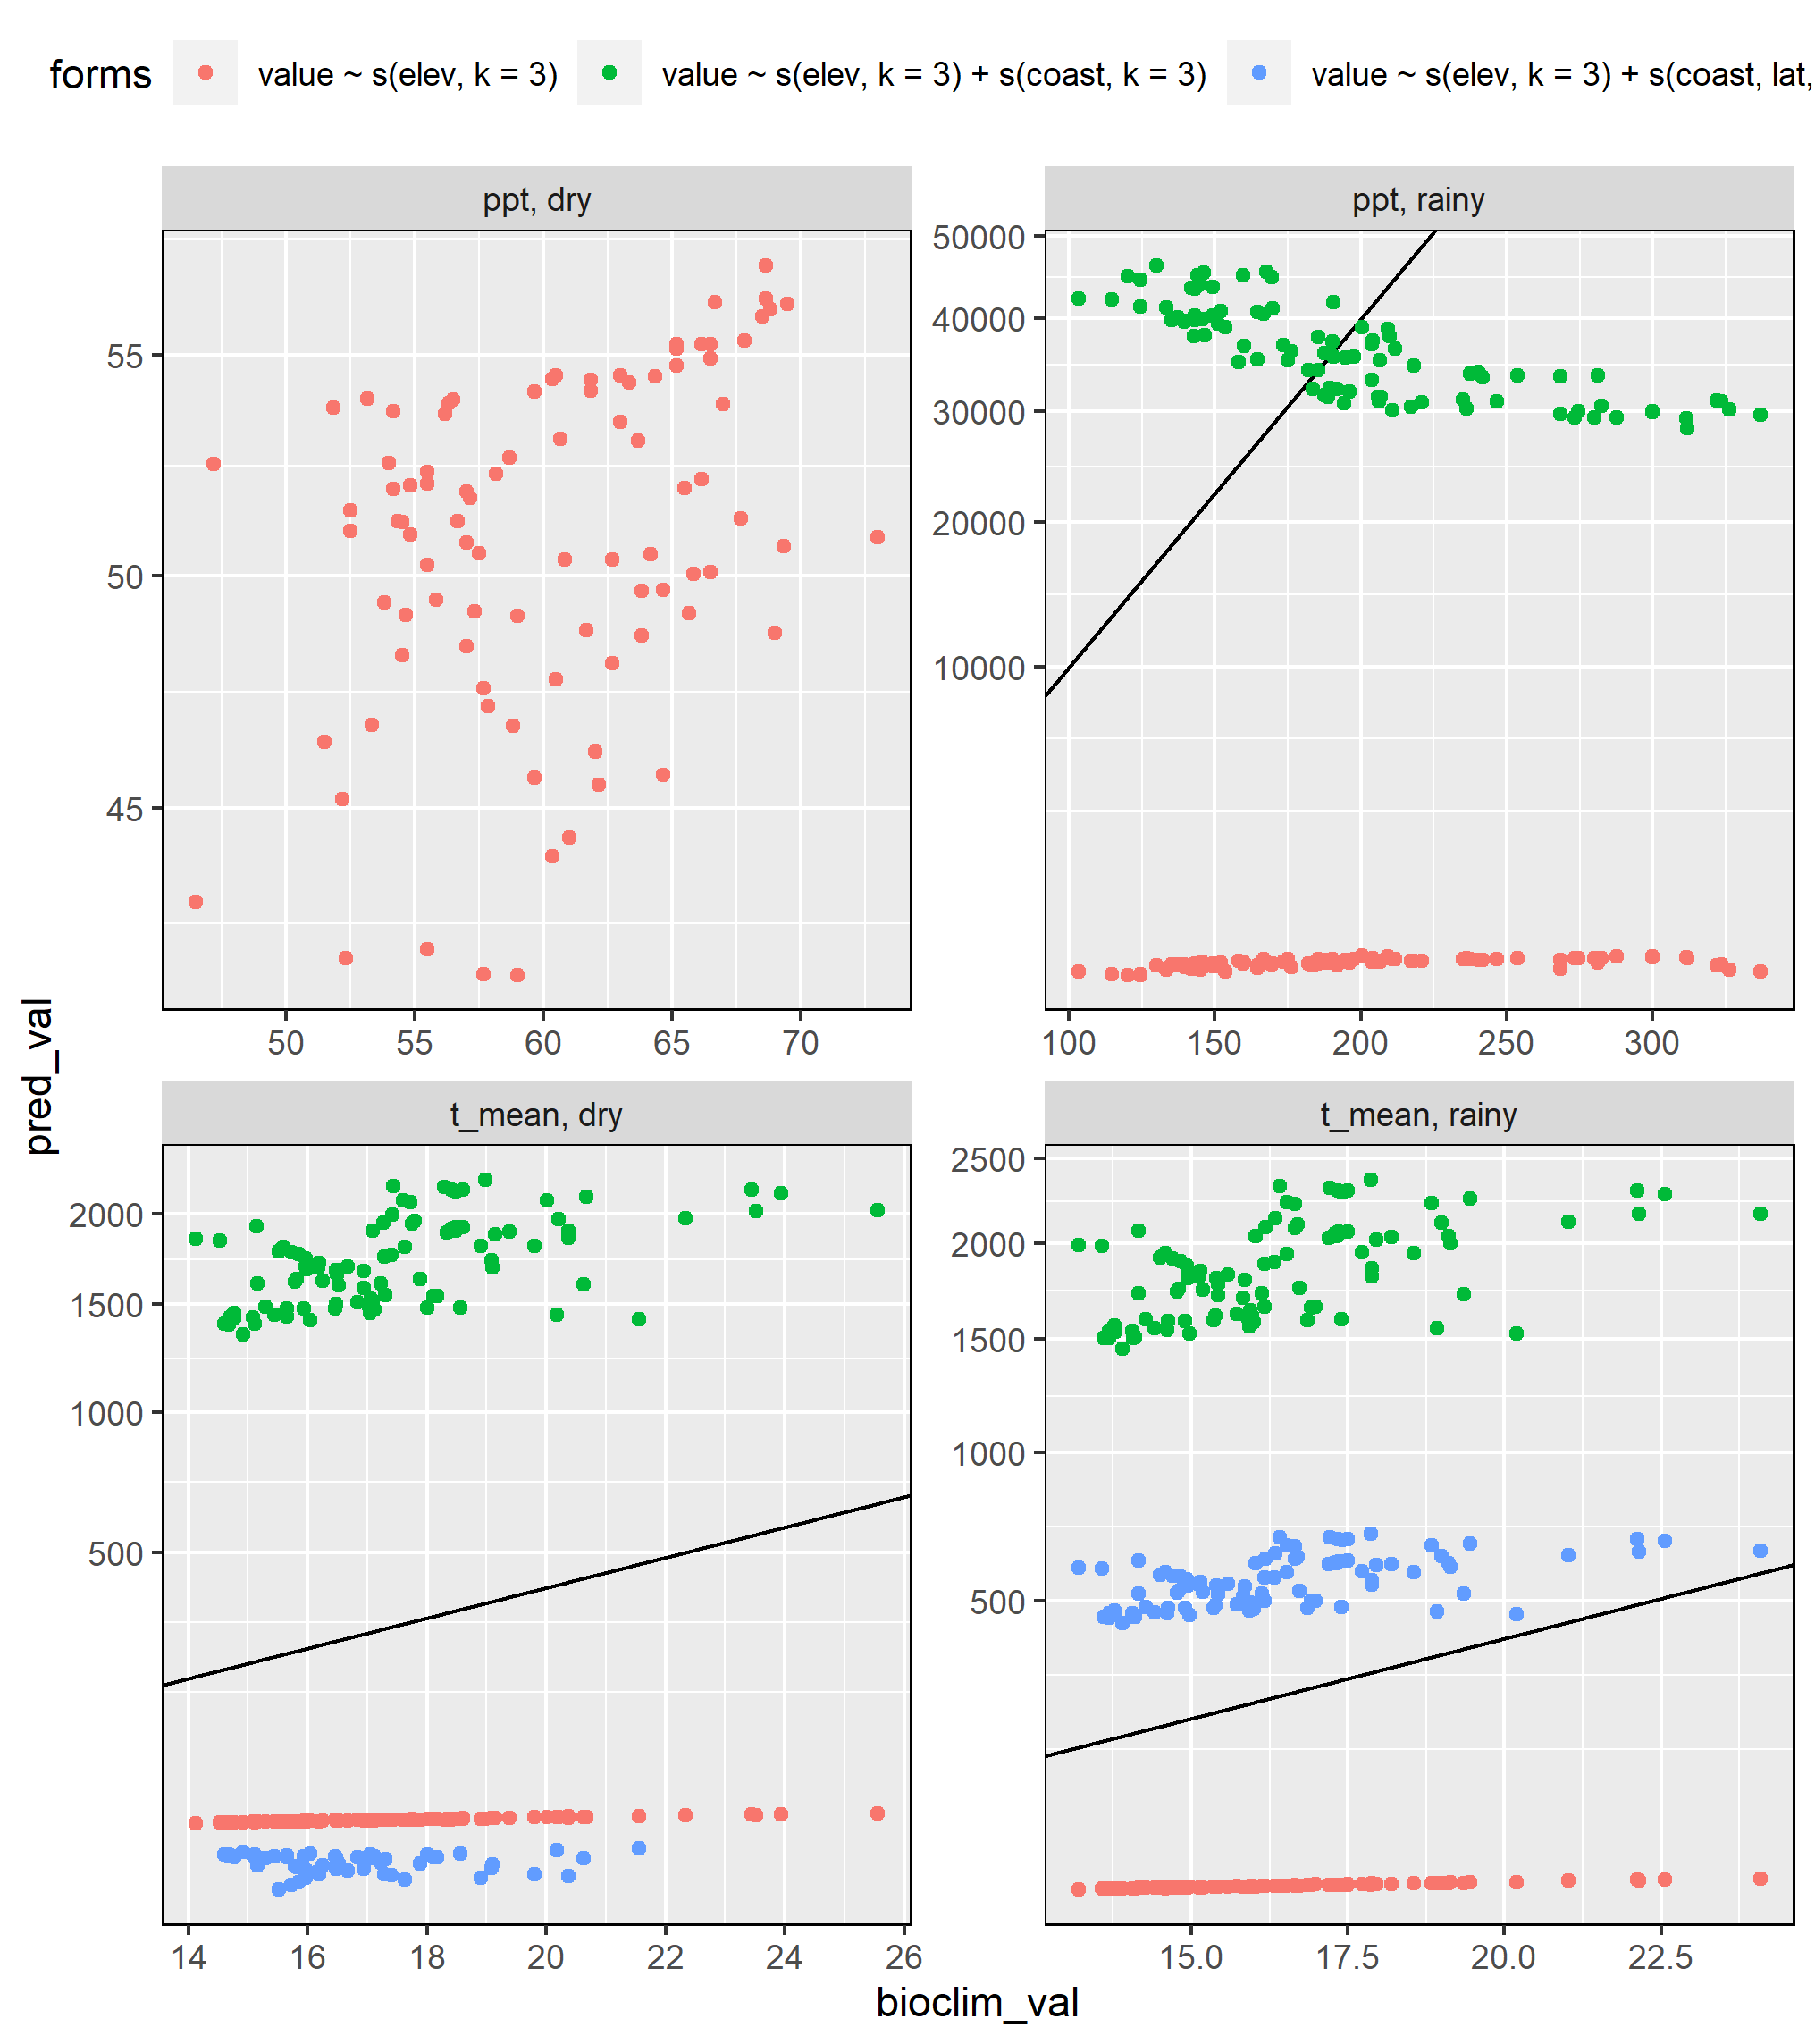 forms value ~ s(elev, k = 3) value ~ s(elev, k = 3) + s(coast, k = 3) value ~ s(elev, k = 3) + s(coast, lat,
ppt, dry ppt, rainy
55
50
45
50 55 60 65 70
50000
40000
30000
20000
10000
100 150 200 250 300
pred_val
t_mean, dry t_mean, rainy
2000
1500
1000
500
14 16 18 20 22 24 26
2500
2000
1500
1000
500
15.0 17.5 20.0 22.5
bioclim_val